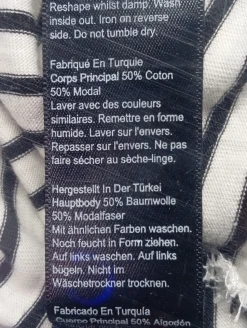 Reshape whilst damp. Wash
inside out. Iron on reverse
side. Do not tumble dry.
Fabriqué En Turquie
Corps Principal 50% Coton
50% Modal
Laver avec des couleurs
similaires. Remettre en forme
humide. Laver sur l'envers.
Repasser sur l'envers. Ne pas
faire sécher au sèche-linge.
Hergestellt In Der Türkei
Hauptbody 50% Baumwolle
50% Modalfaser
Mit ähnlichen Farben waschen.
Noch feucht in Form ziehen.
Auf links waschen. Auf links
bügeln. Nicht im
Wäschetrockner trocknen.
Fabricado En Turquía
Cuerpo Principal 50% Algodón